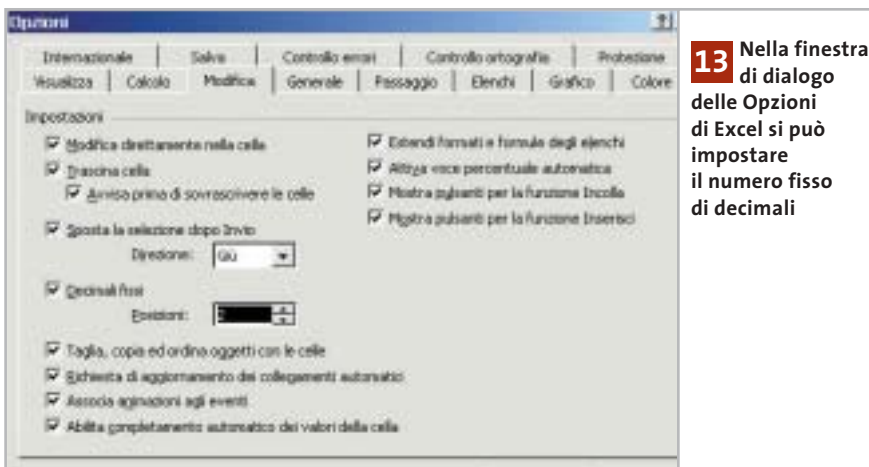 Opzioni
Internazionale Salva Controllo errori Controllo ortografia Protezione
Visualizza Calcolo Modifica Generale Passaggio Elenchi Grafico Colore
Impostazioni
Modifica direttamente nella cella
Trascina cella
Avvisa prima di sovrascrivere le celle
Sposta la selezione dopo Invio
Direzione: Giù
Decimali fissi
Posizioni:
Taglia, copia ed ordina oggetti con le celle
Richiesta di aggiornamento dei collegamenti automatici
Associa animazioni agli eventi
Abilita completamento automatico dei valori della cella
Estendi formati e formule degli elenchi
Attiva voce percentuale automatica
Mostra pulsanti per la funzione Incolla
Mostra pulsanti per la funzione Inserisci
13 Nella finestra
di dialogo
delle Opzioni
di Excel si può
impostare
il numero fisso
di decimali